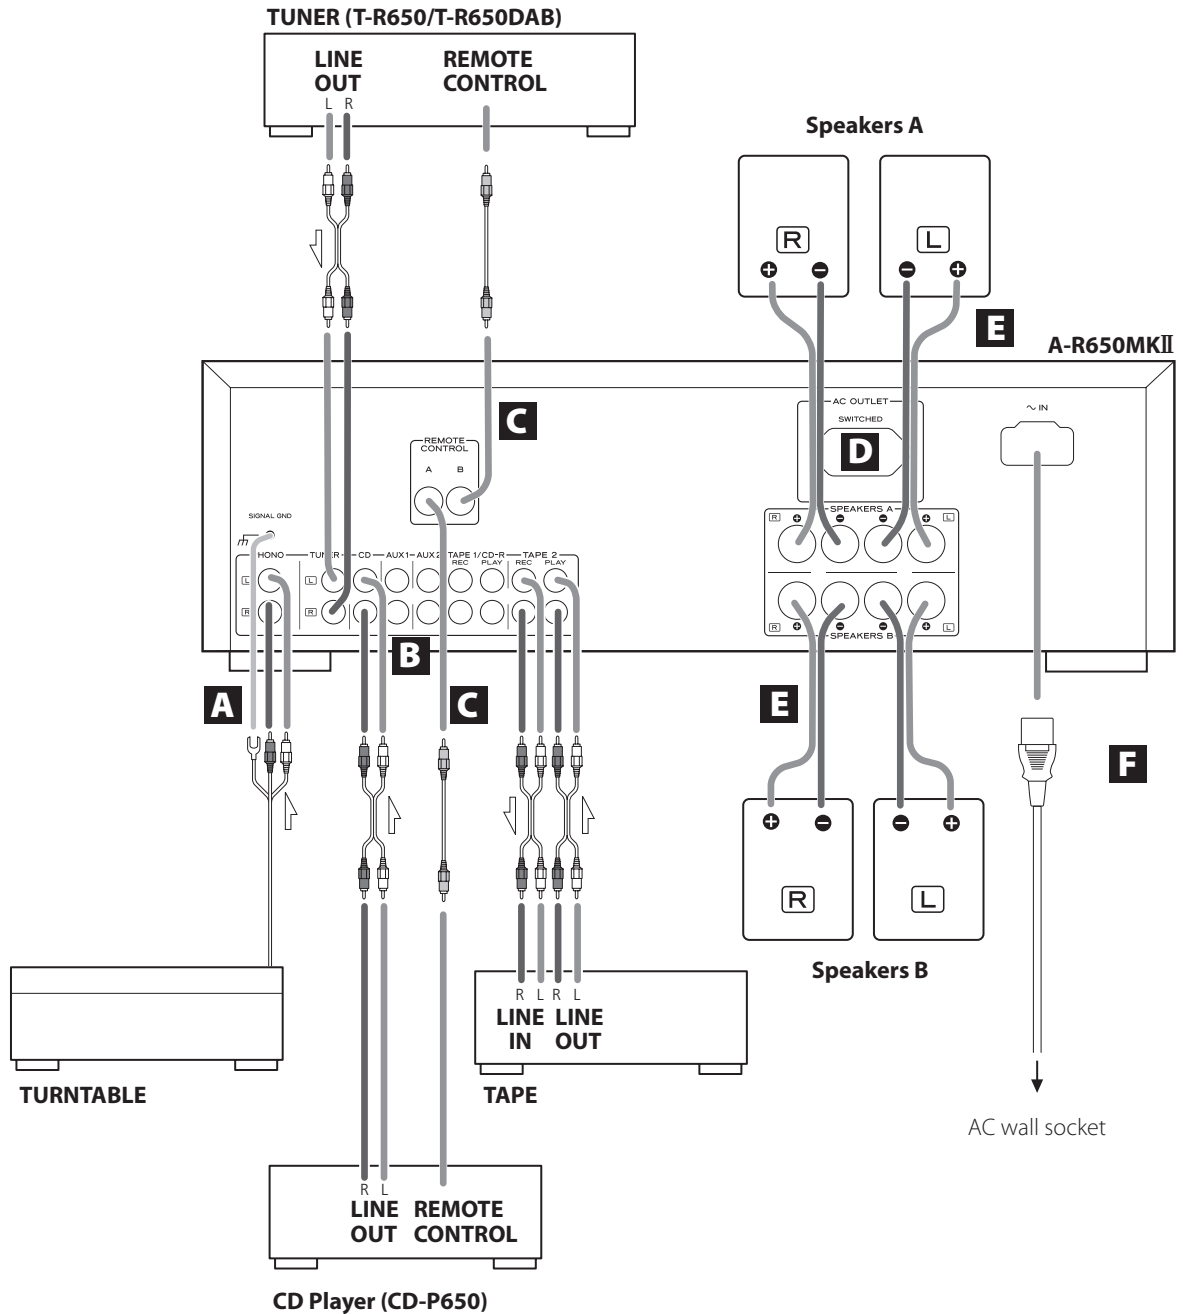 TUNER (T-R650/T-R650DAB)
LINE OUT
REMOTE CONTROL
L R
Speakers A
R
L
E
A-R650MKⅡ
C
AC OUTLET
SWITCHED
D
∼ IN
REMOTE CONTROL
A B
SIGNAL GND
SPEAKERS A
R
L
HONO
TUNER
CD
AUX1
AUX 2
TAPE 1/CD-R
REC PLAY
TAPE 2
REC PLAY
L
L
R
R
R
SPEAKERS B
L
B
A
C
E
F
R
L
Speakers B
R L R L
LINE IN
LINE OUT
TURNTABLE
TAPE
AC wall socket
R L
LINE OUT
REMOTE CONTROL
CD Player (CD-P650)